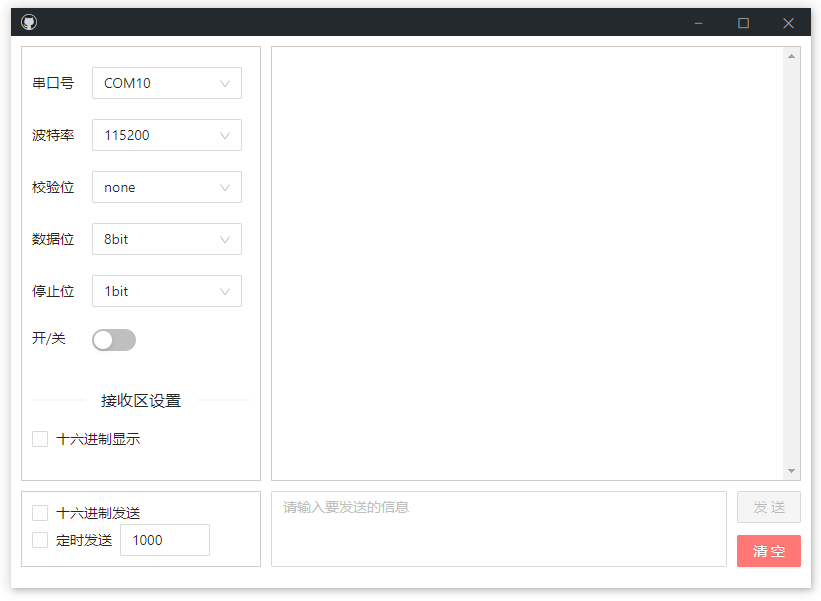 串口号 COM10
波特率 115200
校验位 none
数据位 8bit
停止位 1bit
开/关
接收区设置
十六进制显示
十六进制发送
定时发送 1000
请输入要发送的信息
发 送
清 空